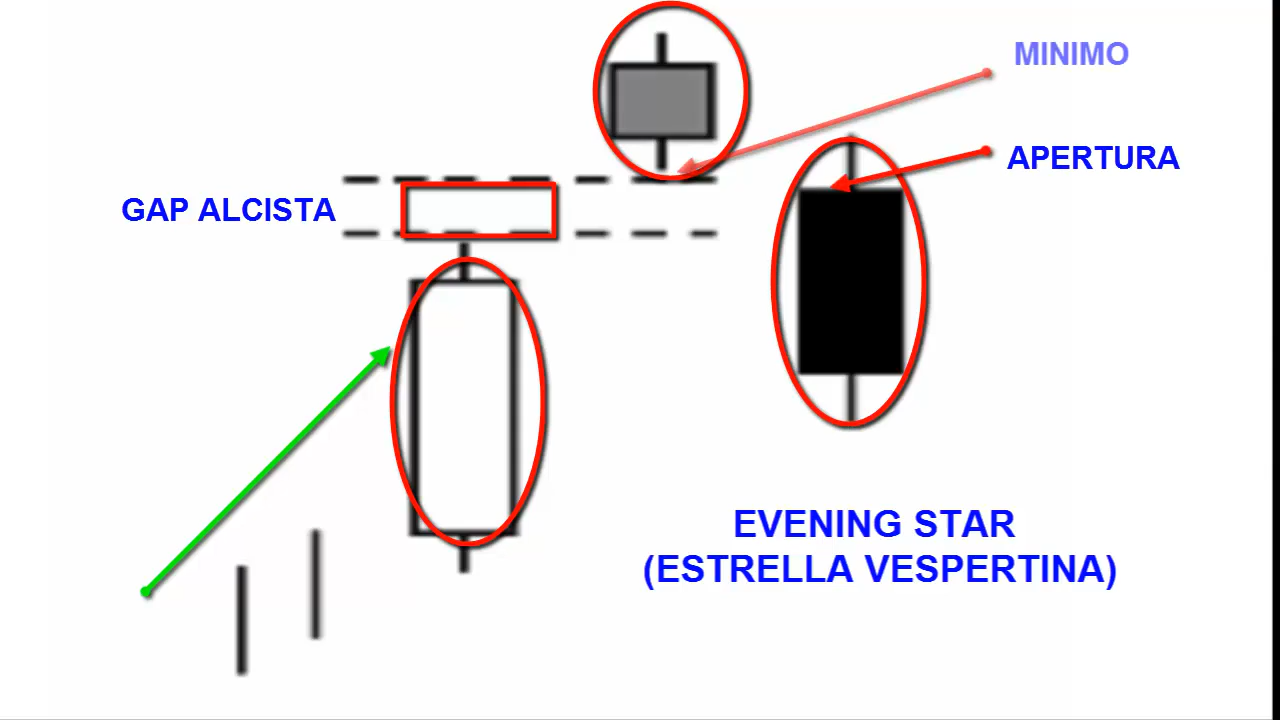 MINIMO
APERTURA
GAP ALCISTA
EVENING STAR
(ESTRELLA VESPERTINA)